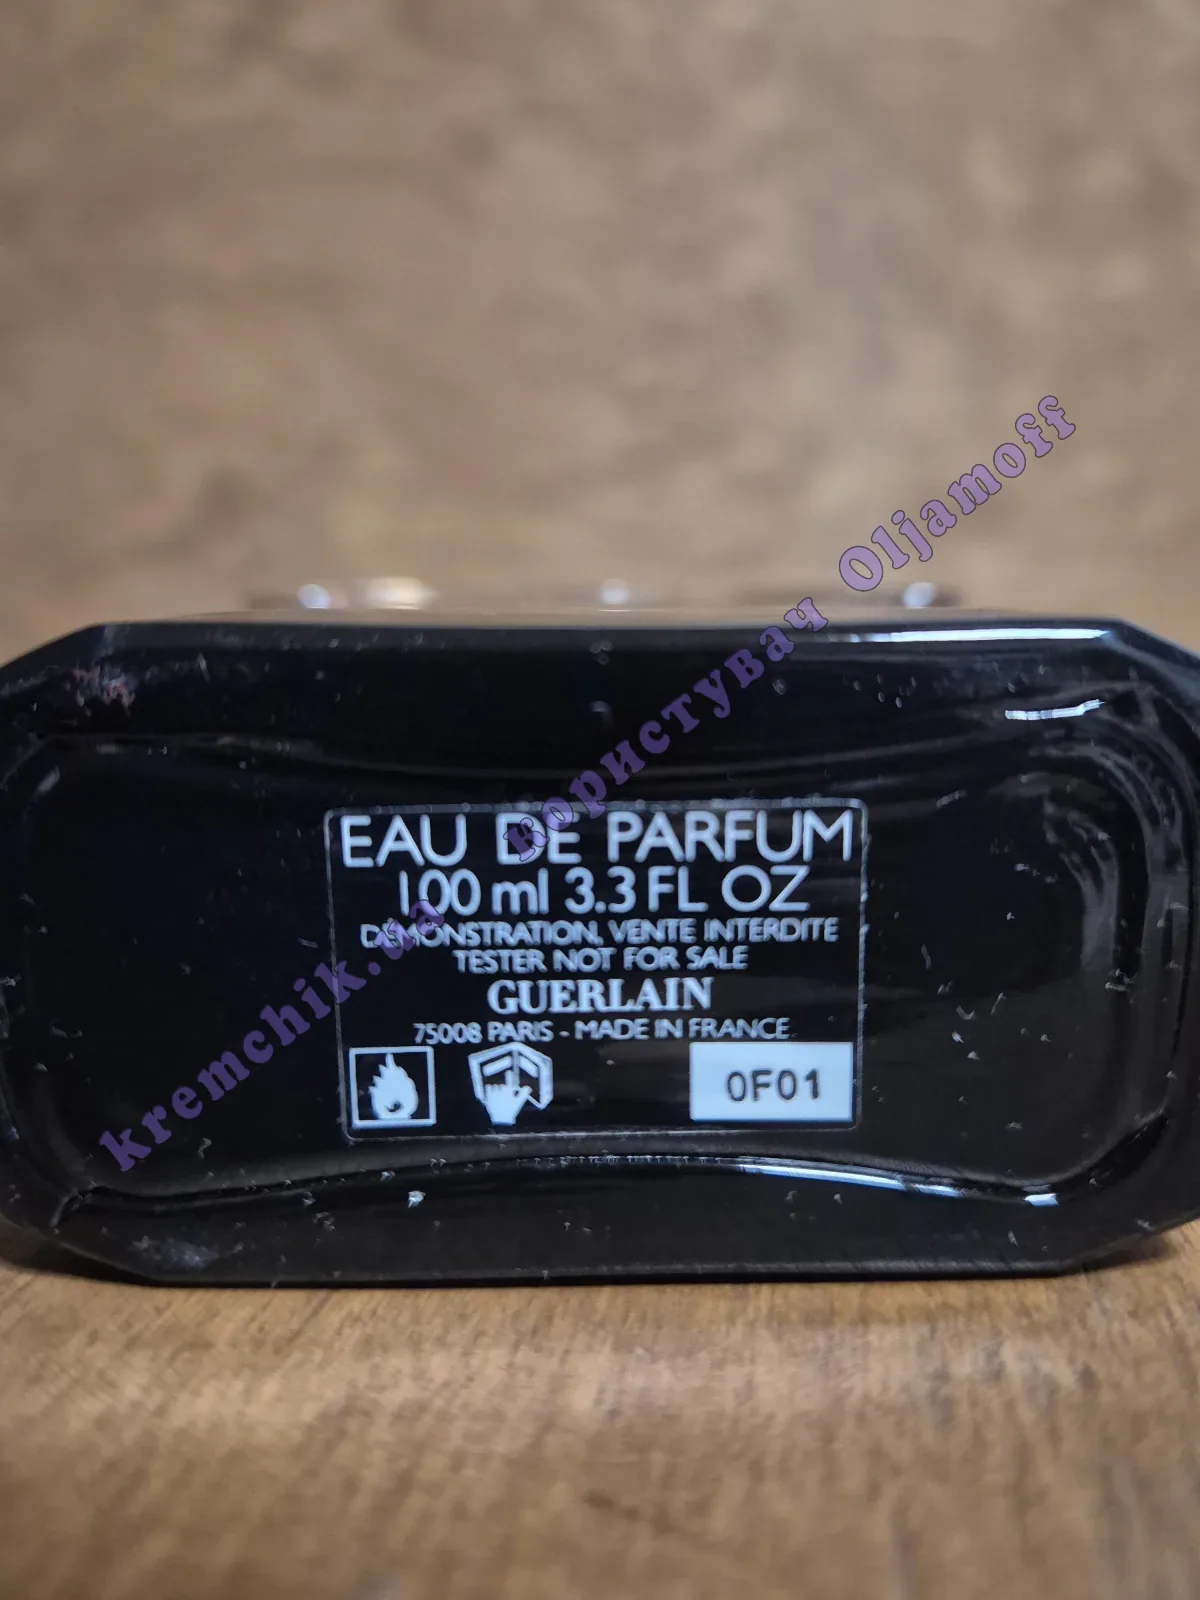 EAU DE PARFUM
100 ml 3.3 FL OZ
DEMONSTRATION, VENTE INTERDITE
TESTER NOT FOR SALE
GUERLAIN
75008 PARIS - MADE IN FRANCE
0F01
kremchik.ua користувач Oljamoff